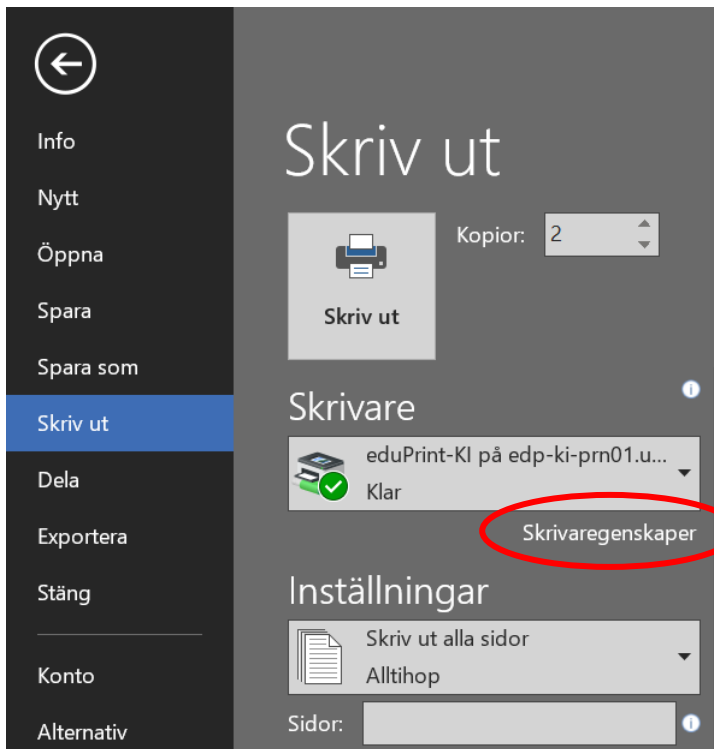 Info
Nytt
Öppna
Spara
Spara som
Skriv ut
Dela
Exportera
Stäng
Konto
Alternativ
Skriv ut
Kopior: 2
Skriv ut
Skrivare
eduPrint-KI på edp-ki-prn01.u...
Klar
Skrivaregenskaper
Inställningar
Skriv ut alla sidor
Alltihop
Sidor: